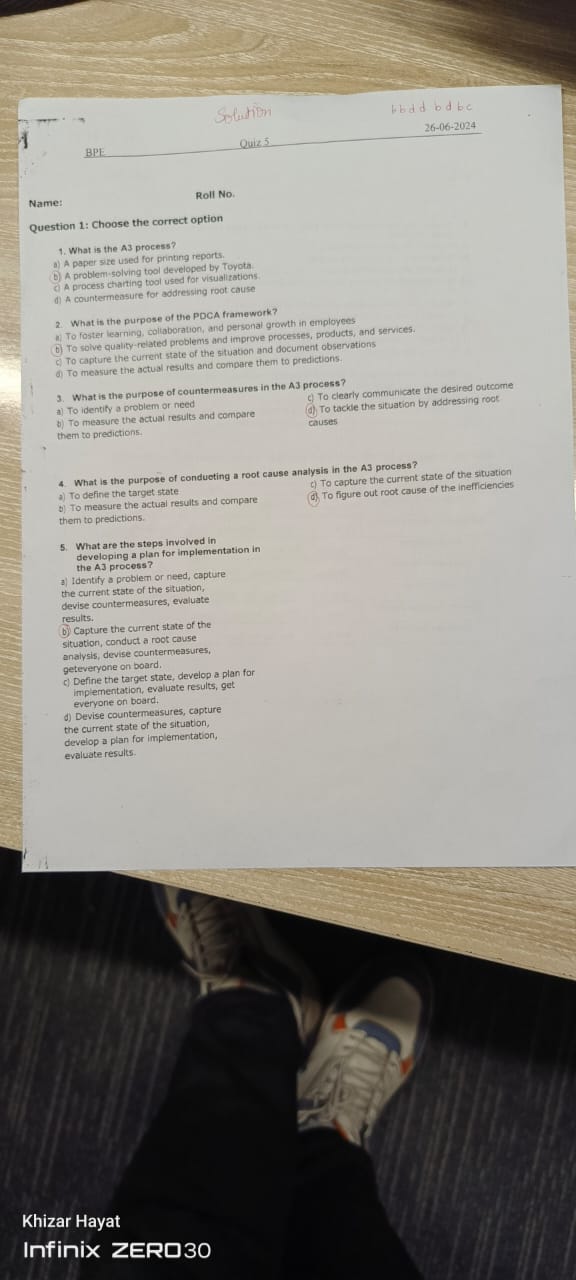 Solution
bbdd bdbc
BPE
Quiz 5
26-06-2024
Name:
Roll No.
Question 1: Choose the correct option
1. What is the A3 process?
a) A paper size used for printing reports.
b) A problem-solving tool developed by Toyota.
c) A process charting tool used for visualizations.
d) A countermeasure for addressing root cause
2. What is the purpose of the PDCA framework?
a) To foster learning, collaboration, and personal growth in employees
b) To solve quality-related problems and improve processes, products, and services.
c) To capture the current state of the situation and document observations
d) To measure the actual results and compare them to predictions.
3. What is the purpose of countermeasures in the A3 process?
a) To identify a problem or need
b) To measure the actual results and compare
them to predictions.
c) To clearly communicate the desired outcome
d) To tackle the situation by addressing root
causes
4. What is the purpose of conducting a root cause analysis in the A3 process?
a) To define the target state
b) To measure the actual results and compare
them to predictions.
c) To capture the current state of the situation
d) To figure out root cause of the inefficiencies
5. What are the steps involved in
developing a plan for implementation in
the A3 process?
a) Identify a problem or need, capture
the current state of the situation,
devise countermeasures, evaluate
results.
b) Capture the current state of the
situation, conduct a root cause
analysis, devise countermeasures,
geteveryone on board.
c) Define the target state, develop a plan for
implementation, evaluate results, get
everyone on board.
d) Devise countermeasures, capture
the current state of the situation,
develop a plan for implementation,
evaluate results.
Khizar Hayat
Infinix ZERO30